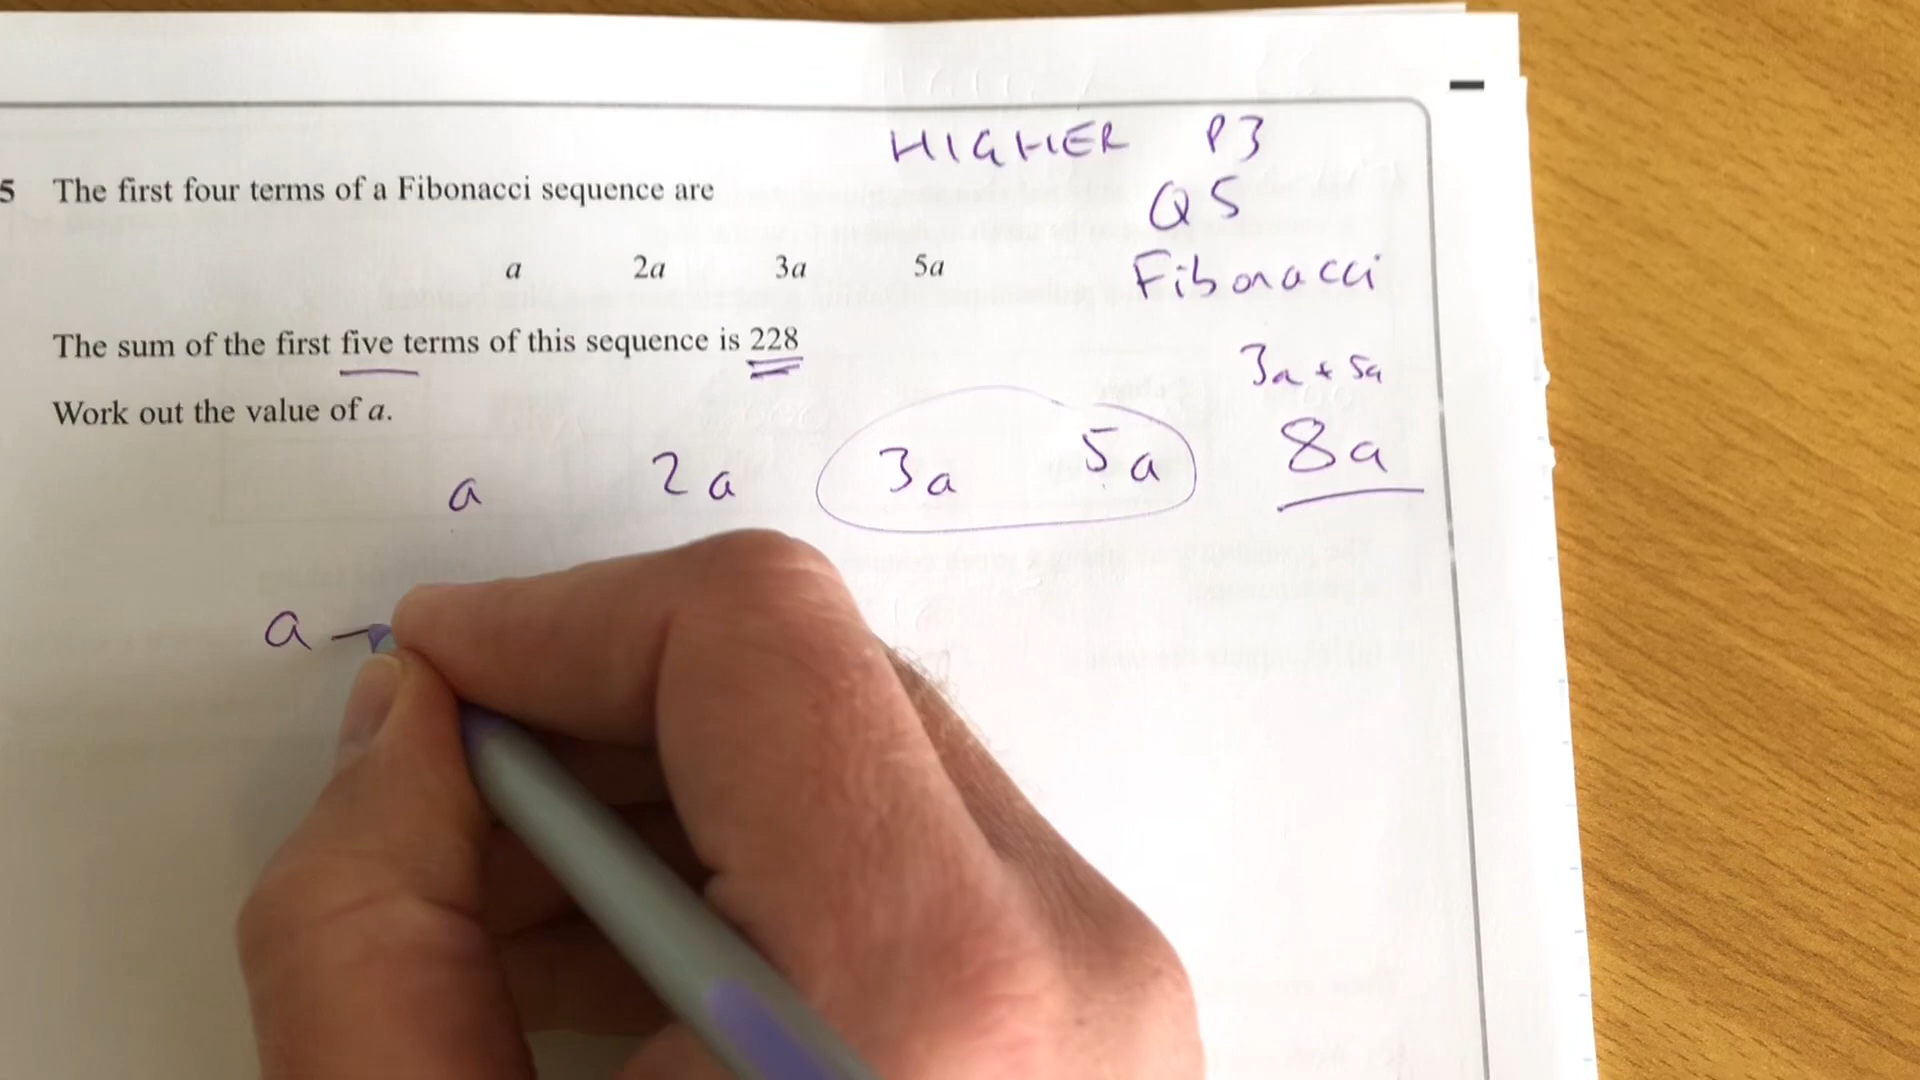 HIGHER P3
5 The first four terms of a Fibonacci sequence are
Q5
a 2a 3a 5a
Fibonacci
The sum of the first five terms of this sequence is 228
3a + 5a
Work out the value of a.
a 2a 3a 5a 8a
a